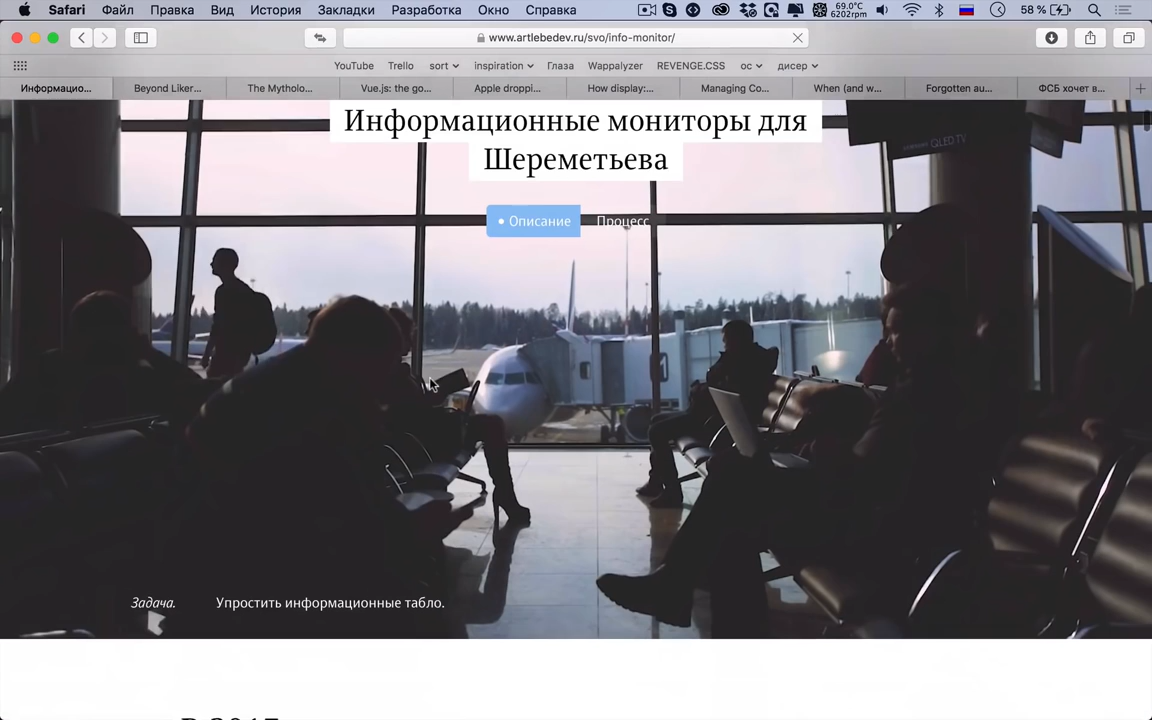 Safari Файл Правка Вид История Закладки Разработка Окно Справка 69.0°C 6202rpm 58 %
www.artlebedev.ru/svo/info-monitor/
YouTube Trello sort inspiration Глаза Wappalyzer REVENGE.CSS ос дисер
Информацио... Beyond Liker... The Mytholo... Vue.js: the go... Apple droppi... How display:... Managing Co... When (and w... Forgotten au... ФСБ хочет в...
Информационные мониторы для
Шереметьева
QLED TV
Описание Процесс
Задача. Упростить информационные табло.